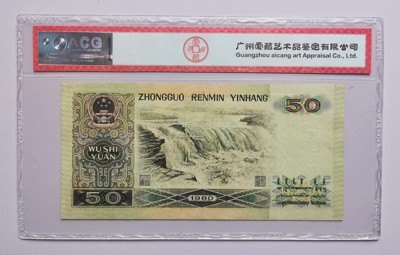 ACG
广州爱藏艺术品鉴定有限公司
Guangzhou aicang art Appraisal Co., Ltd.
ZHONGGUO RENMIN YINHANG
50
WU SHI
YUAN
50
1980